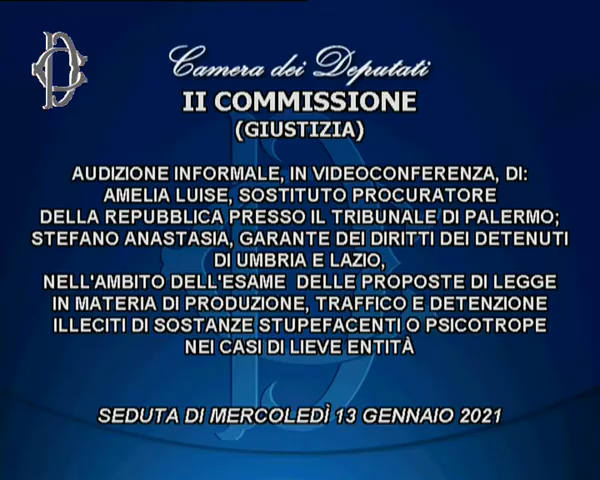 Camera dei Deputati
II COMMISSIONE
(GIUSTIZIA)
AUDIZIONE INFORMALE, IN VIDEOCONFERENZA, DI:
AMELIA LUISE, SOSTITUTO PROCURATORE
DELLA REPUBBLICA PRESSO IL TRIBUNALE DI PALERMO;
STEFANO ANASTASIA, GARANTE DEI DIRITTI DEI DETENUTI
DI UMBRIA E LAZIO,
NELL'AMBITO DELL'ESAME DELLE PROPOSTE DI LEGGE
IN MATERIA DI PRODUZIONE, TRAFFICO E DETENZIONE
ILLECITI DI SOSTANZE STUPEFACENTI O PSICOTROPE
NEI CASI DI LIEVE ENTITÀ
SEDUTA DI MERCOLEDÌ 13 GENNAIO 2021